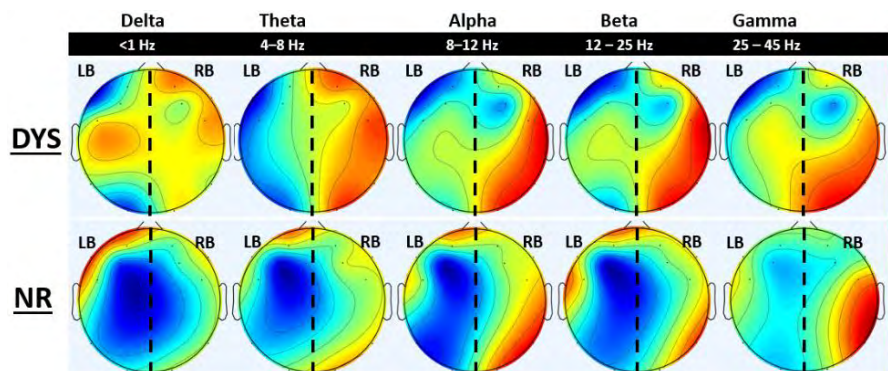 Delta Theta Alpha Beta Gamma
<1 Hz 4–8 Hz 8–12 Hz 12 – 25 Hz 25 – 45 Hz
LB RB LB RB LB RB LB RB LB RB
DYS
LB RB LB RB LB RB LB RB LB RB
NR